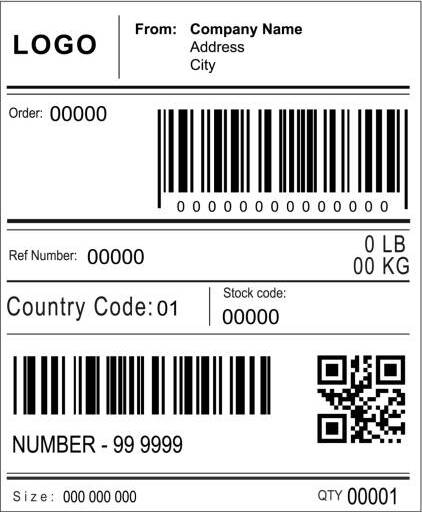 LOGO
From: Company Name
Address
City
Order: 00000
0 0 0 0 0 0 0 0 0 0 0 0 0 0
Ref Number: 00000
0 LB
00 KG
Country Code: 01
Stock code:
00000
NUMBER - 99 9999
Size: 000 000 000
QTY 00001